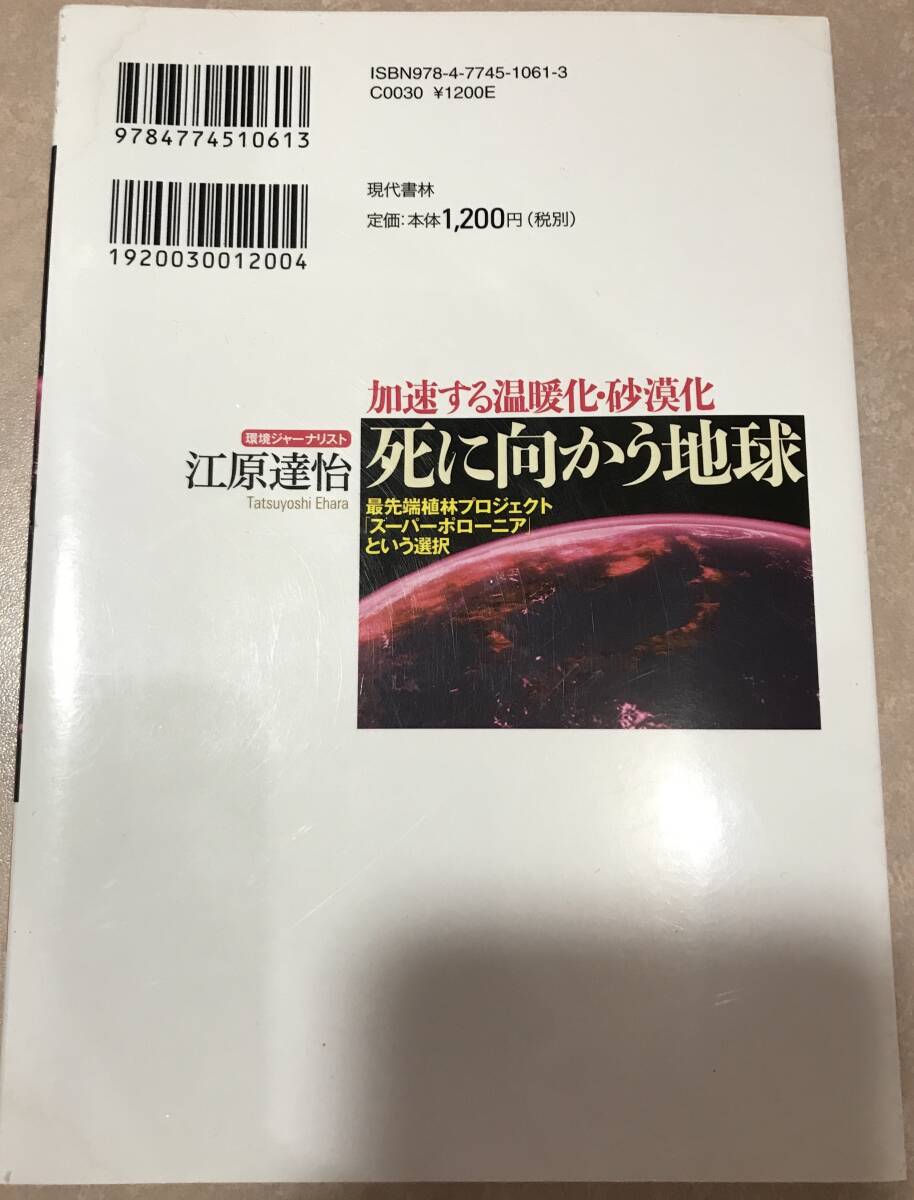 ISBN978-4-7745-1061-3
C0030 ¥1200E
9784774510613
現代書林
定価:本体1,200円(税別)
1920030012004
加速する温暖化・砂漠化
死に向かう地球
環境ジャーナリスト
江原達怡
Tatsuyoshi Ehara
最先端植林プロジェクト
「スーパーポローニア」
という選択